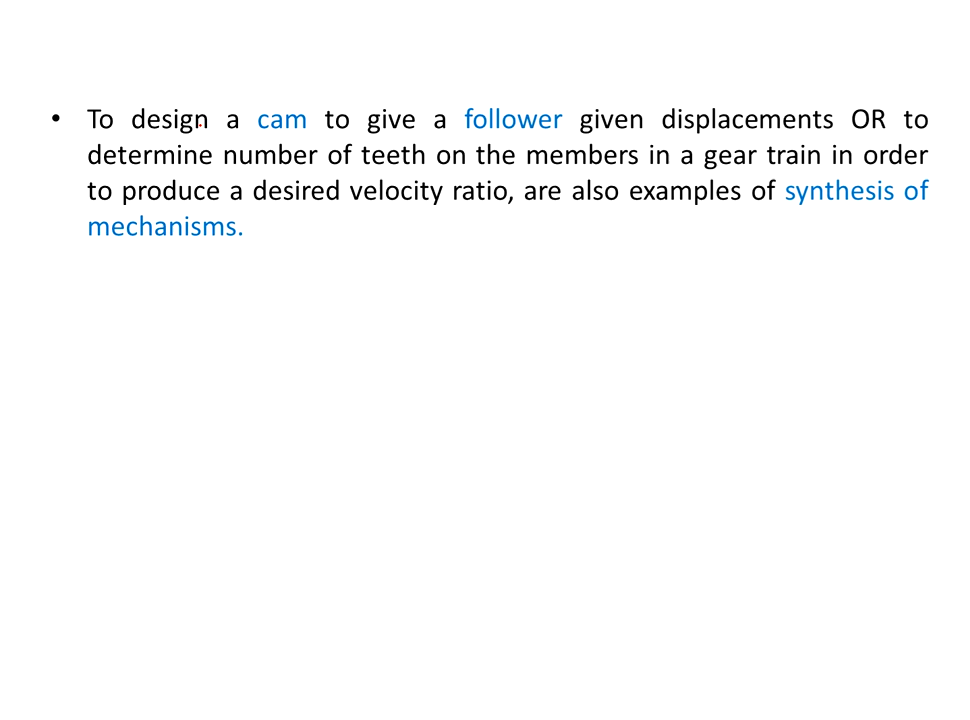 • To design a cam to give a follower given displacements OR to
determine number of teeth on the members in a gear train in order
to produce a desired velocity ratio, are also examples of synthesis of
mechanisms.